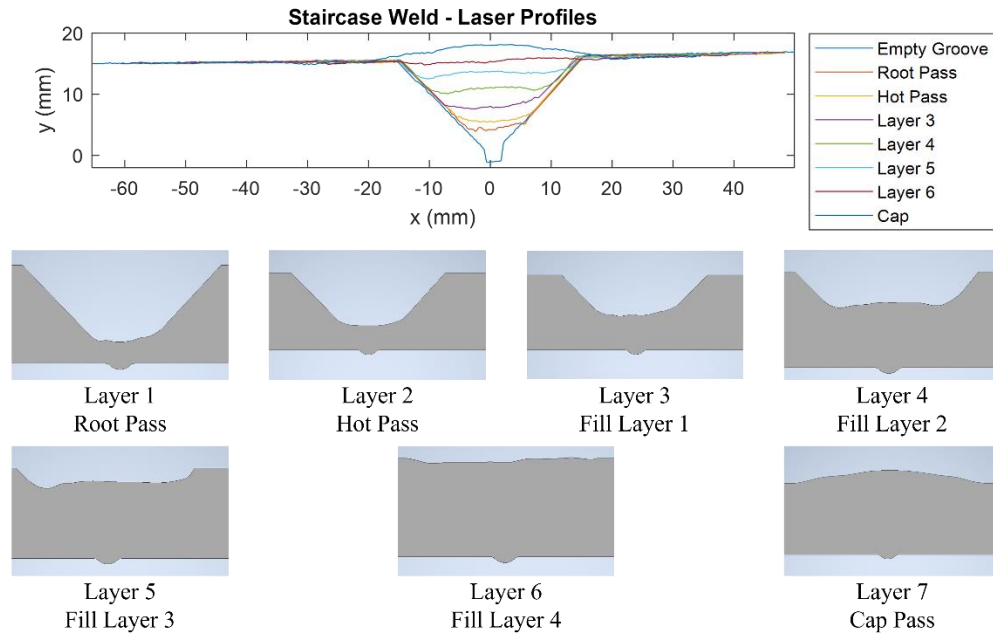 Staircase Weld - Laser Profiles
20
10
0
y (mm)
-60 -50 -40 -30 -20 -10 0 10 20 30 40
x (mm)
Empty Groove
Root Pass
Hot Pass
Layer 3
Layer 4
Layer 5
Layer 6
Cap
Layer 1
Root Pass
Layer 2
Hot Pass
Layer 3
Fill Layer 1
Layer 4
Fill Layer 2
Layer 5
Fill Layer 3
Layer 6
Fill Layer 4
Layer 7
Cap Pass